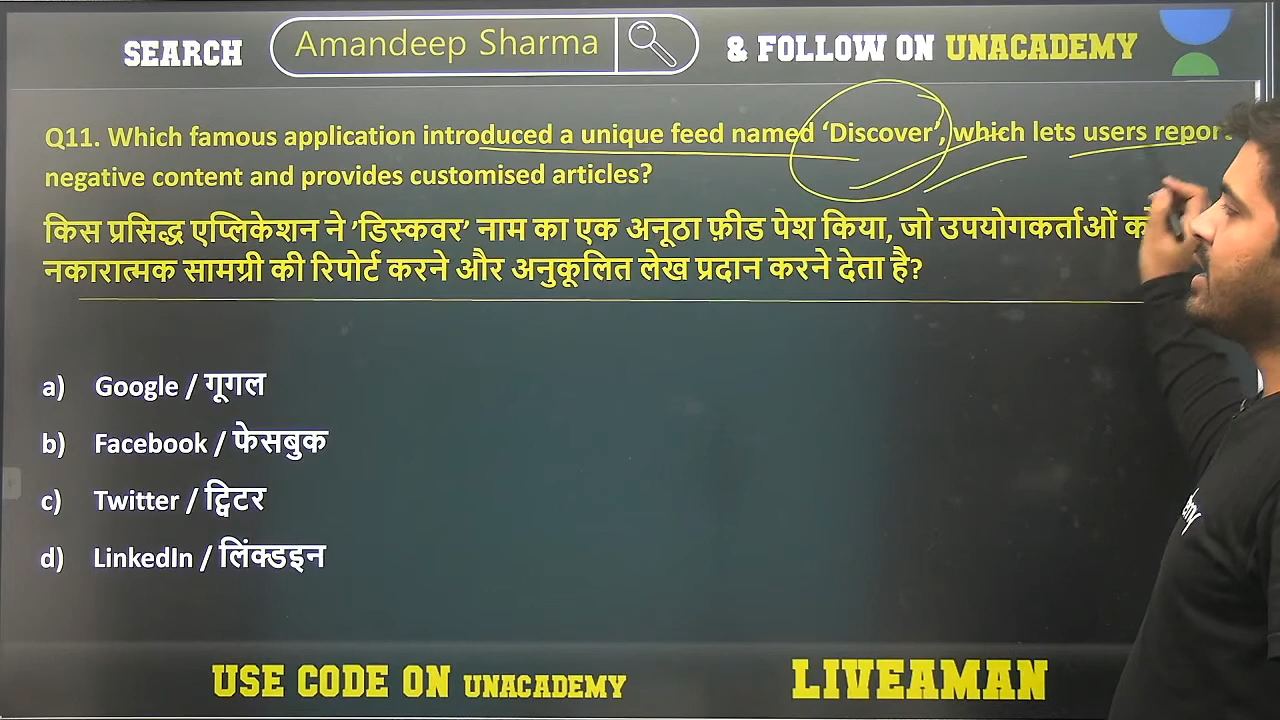 SEARCH Amandeep Sharma & FOLLOW ON UNACADEMY
Q11. Which famous application introduced a unique feed named ‘Discover’, which lets users report
negative content and provides customised articles?
किस प्रसिद्ध एप्लिकेशन ने ’डिस्कवर’ नाम का एक अनूठा फ़ीड पेश किया, जो उपयोगकर्ताओं को
नकारात्मक सामग्री की रिपोर्ट करने और अनुकूलित लेख प्रदान करने देता है?
a) Google / गूगल
b) Facebook / फेसबुक
c) Twitter / ट्विटर
d) LinkedIn / लिंक्डइन
USE CODE ON UNACADEMY LIVEAMAN